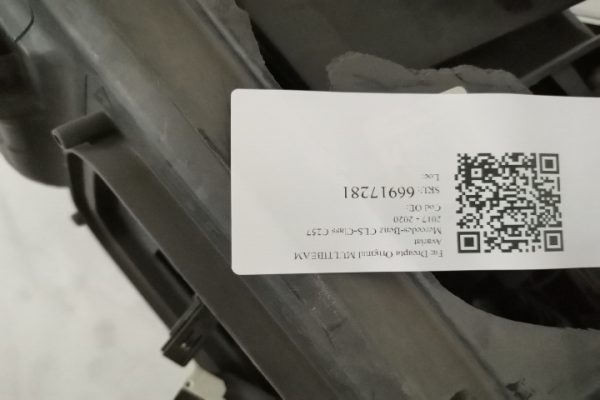 Far Dreapta Original MULTIBEAM
Avariat
Mercedes-Benz CLS-Class C257
2017 - 2020
Cod OE:
SKU: 66917281
Loc: